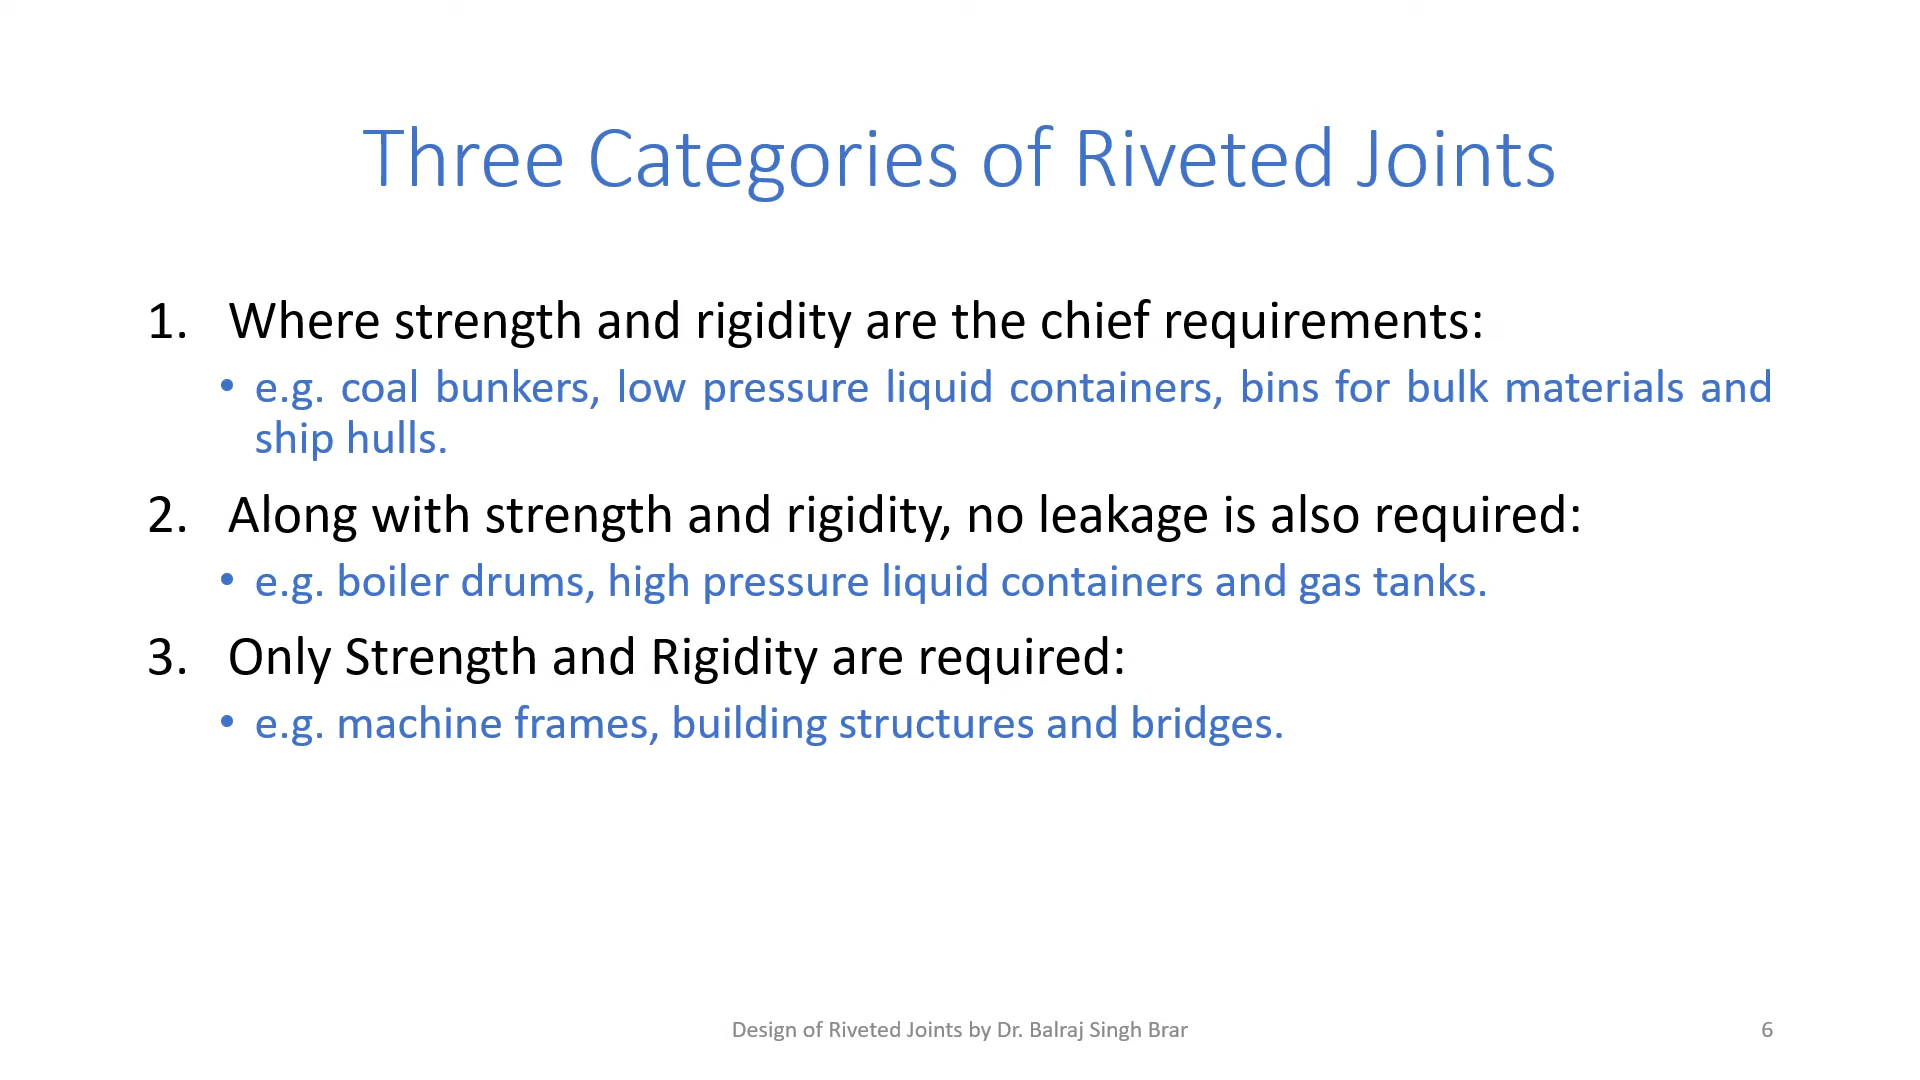 Three Categories of Riveted Joints
1. Where strength and rigidity are the chief requirements:
• e.g. coal bunkers, low pressure liquid containers, bins for bulk materials and
ship hulls.
2. Along with strength and rigidity, no leakage is also required:
• e.g. boiler drums, high pressure liquid containers and gas tanks.
3. Only Strength and Rigidity are required:
• e.g. machine frames, building structures and bridges.
Design of Riveted Joints by Dr. Balraj Singh Brar
6